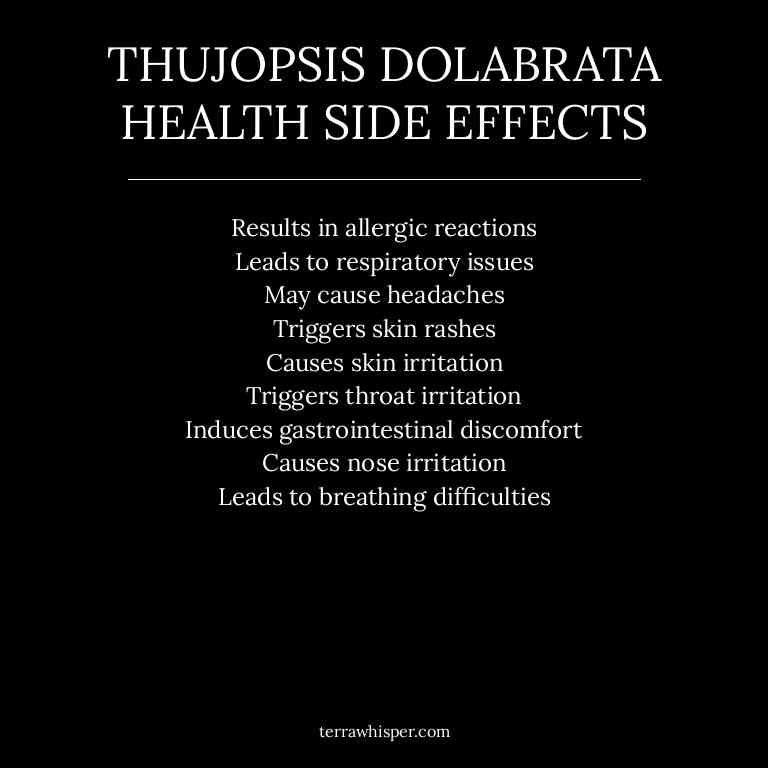 THUJOPSIS DOLABRATA
HEALTH SIDE EFFECTS
Results in allergic reactions
Leads to respiratory issues
May cause headaches
Triggers skin rashes
Causes skin irritation
Triggers throat irritation
Induces gastrointestinal discomfort
Causes nose irritation
Leads to breathing difficulties
terrawhisper.com